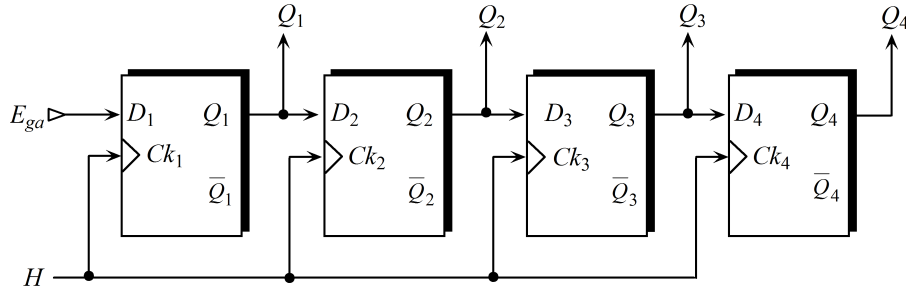 Q₁ Q₂ Q₃ Q₄
E_ga D₁ Q₁ D₂ Q₂ D₃ Q₃ D₄ Q₄
Ck₁ Ck₂ Ck₃ Ck₄
Q̅₁ Q̅₂ Q̅₃ Q̅₄
H